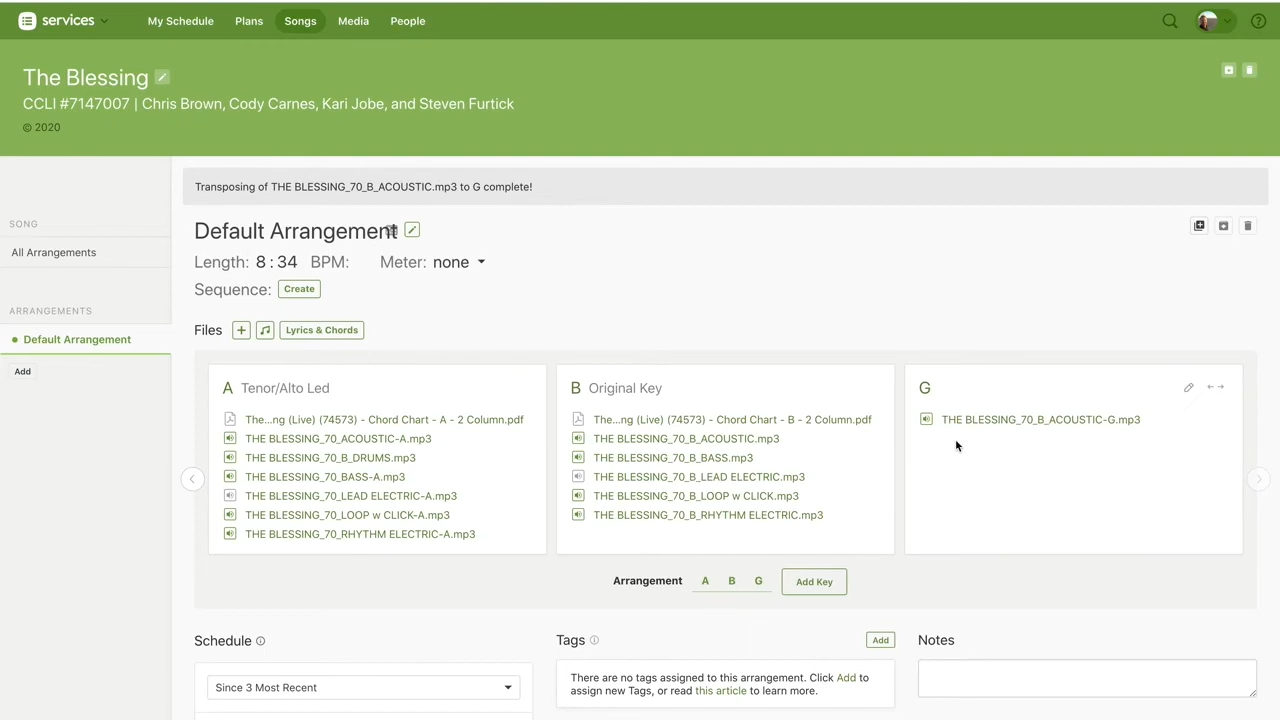 services
My Schedule
Plans
Songs
Media
People
The Blessing
CCLI #7147007 | Chris Brown, Cody Carnes, Kari Jobe, and Steven Furtick
© 2020
SONG
All Arrangements
ARRANGEMENTS
Default Arrangement
Add
Transposing of THE BLESSING_70_B_ACOUSTIC.mp3 to G complete!
Default Arrangement
Length: 8:34 BPM: Meter: none
Sequence: Create
Files + Lyrics & Chords
A Tenor/Alto Led
The...ng (Live) (74573) - Chord Chart - A - 2 Column.pdf
THE BLESSING_70_ACOUSTIC-A.mp3
THE BLESSING_70_B_DRUMS.mp3
THE BLESSING_70_BASS-A.mp3
THE BLESSING_70_LEAD ELECTRIC-A.mp3
THE BLESSING_70_LOOP w CLICK-A.mp3
THE BLESSING_70_RHYTHM ELECTRIC-A.mp3
B Original Key
The...ng (Live) (74573) - Chord Chart - B - 2 Column.pdf
THE BLESSING_70_B_ACOUSTIC.mp3
THE BLESSING_70_B_BASS.mp3
THE BLESSING_70_B_LEAD ELECTRIC.mp3
THE BLESSING_70_B_LOOP w CLICK.mp3
THE BLESSING_70_B_RHYTHM ELECTRIC.mp3
G
THE BLESSING_70_B_ACOUSTIC-G.mp3
Arrangement A B G Add Key
Schedule
Since 3 Most Recent
Tags
Add
There are no tags assigned to this arrangement. Click Add to
assign new Tags, or read this article to learn more.
Notes